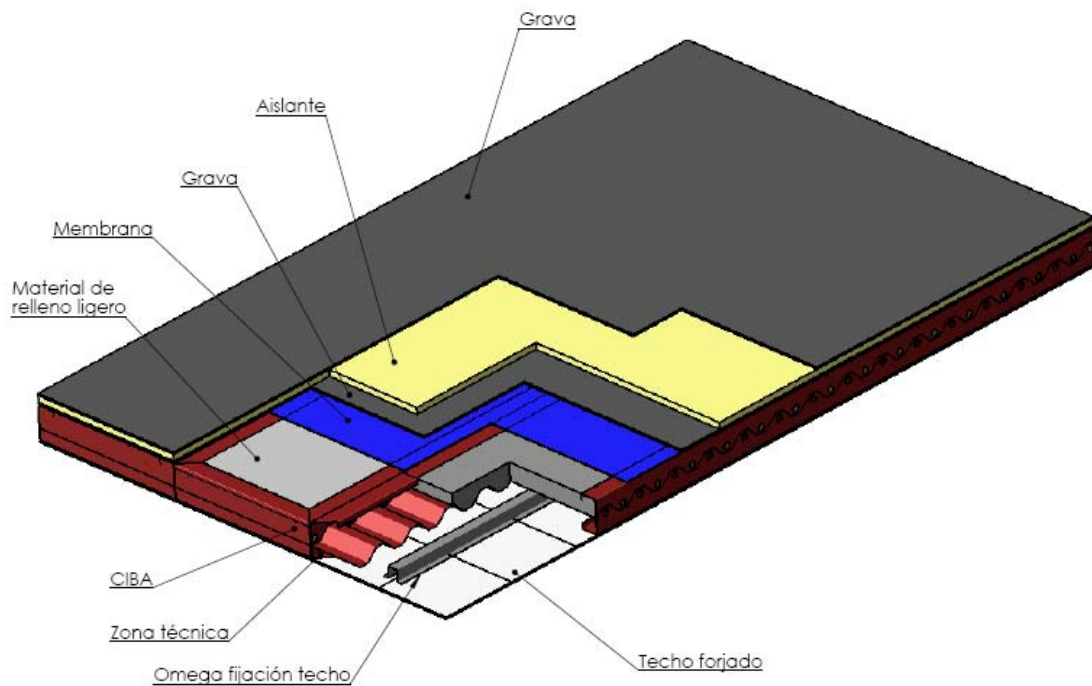 Grava
Aislante
Grava
Membrana
Material de
relleno ligero
CIBA
Zona técnica
Omega fijación techo
Techo forjado